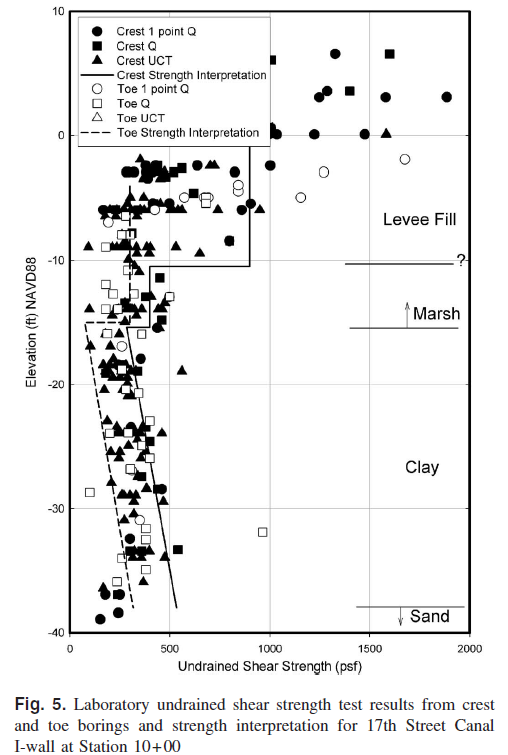 10
0
-10
-20
-30
-40
Elevation (ft) NAVD88
Crest 1 point Q
Crest Q
Crest UCT
Crest Strength Interpretation
Toe 1 point Q
Toe Q
Toe UCT
Toe Strength Interpretation
Levee Fill
?
Marsh
Clay
Sand
0
500
1000
1500
2000
Undrained Shear Strength (psf)
Fig. 5. Laboratory undrained shear strength test results from crest
and toe borings and strength interpretation for 17th Street Canal
I-wall at Station 10+00